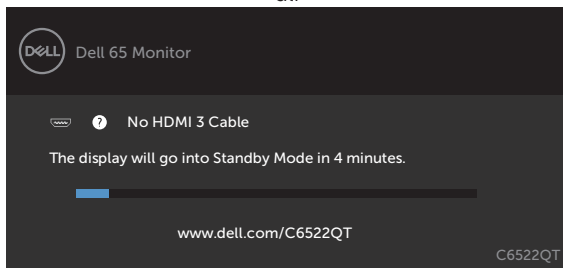 DELL
Dell 65 Monitor
? No HDMI 3 Cable
The display will go into Standby Mode in 4 minutes.
www.dell.com/C6522QT
C6522QT